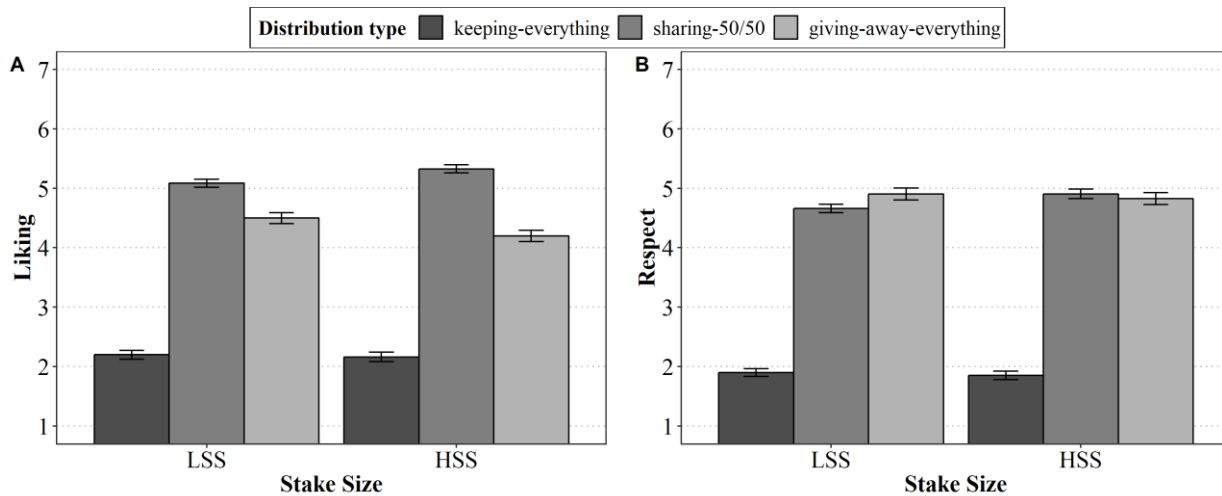 Distribution type keeping-everything sharing-50/50 giving-away-everything
A
7
6
5
4
3
2
1
Liking
LSS HSS
Stake Size
B
7
6
5
4
3
2
1
Respect
LSS HSS
Stake Size